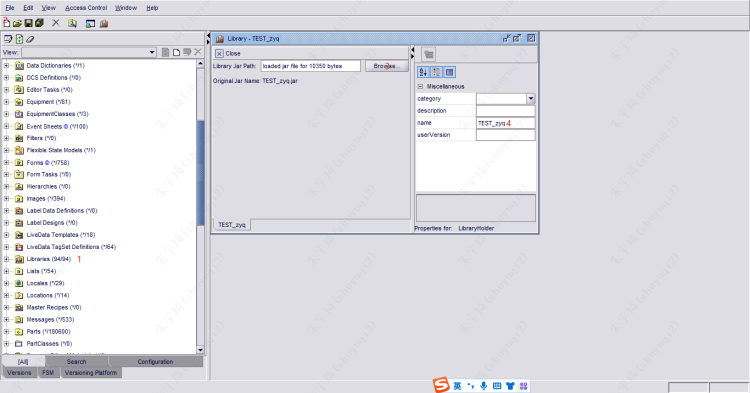 File Edit View Access Control Window Help
View:
Data Dictionaries (*/1)
DCS Definitions (*/0)
Editor Tasks (*/0)
Equipment (*/81)
EquipmentClasses (*/3)
Event Sheets (*/100)
Filters (*/0)
Flexible State Models (*/1)
Forms (*/758)
Form Tasks (*/0)
Hierarchies (*/0)
Images (*/394)
Label Data Definitions (*/0)
Label Designs (*/0)
LiveData Templates (*/18)
LiveData TagSet Definitions (*/64)
Libraries (94/94) 1
Lists (*/54)
Locales (*/29)
Locations (*/14)
Master Recipes (*/0)
Messages (*/533)
Parts (*/180600)
PartClasses (*/0)
[All] Search Configuration
Versions FSM Versioning Platform
Library - TEST_zyq
Close
Library Jar Path: loaded jar file for 10350 bytes Browse...
Original Jar Name: TEST_zyq.jar
TEST_zyq
Miscellaneous
category
description
name TEST_zyq 4
userVersion
Properties for: LibraryHolder
英